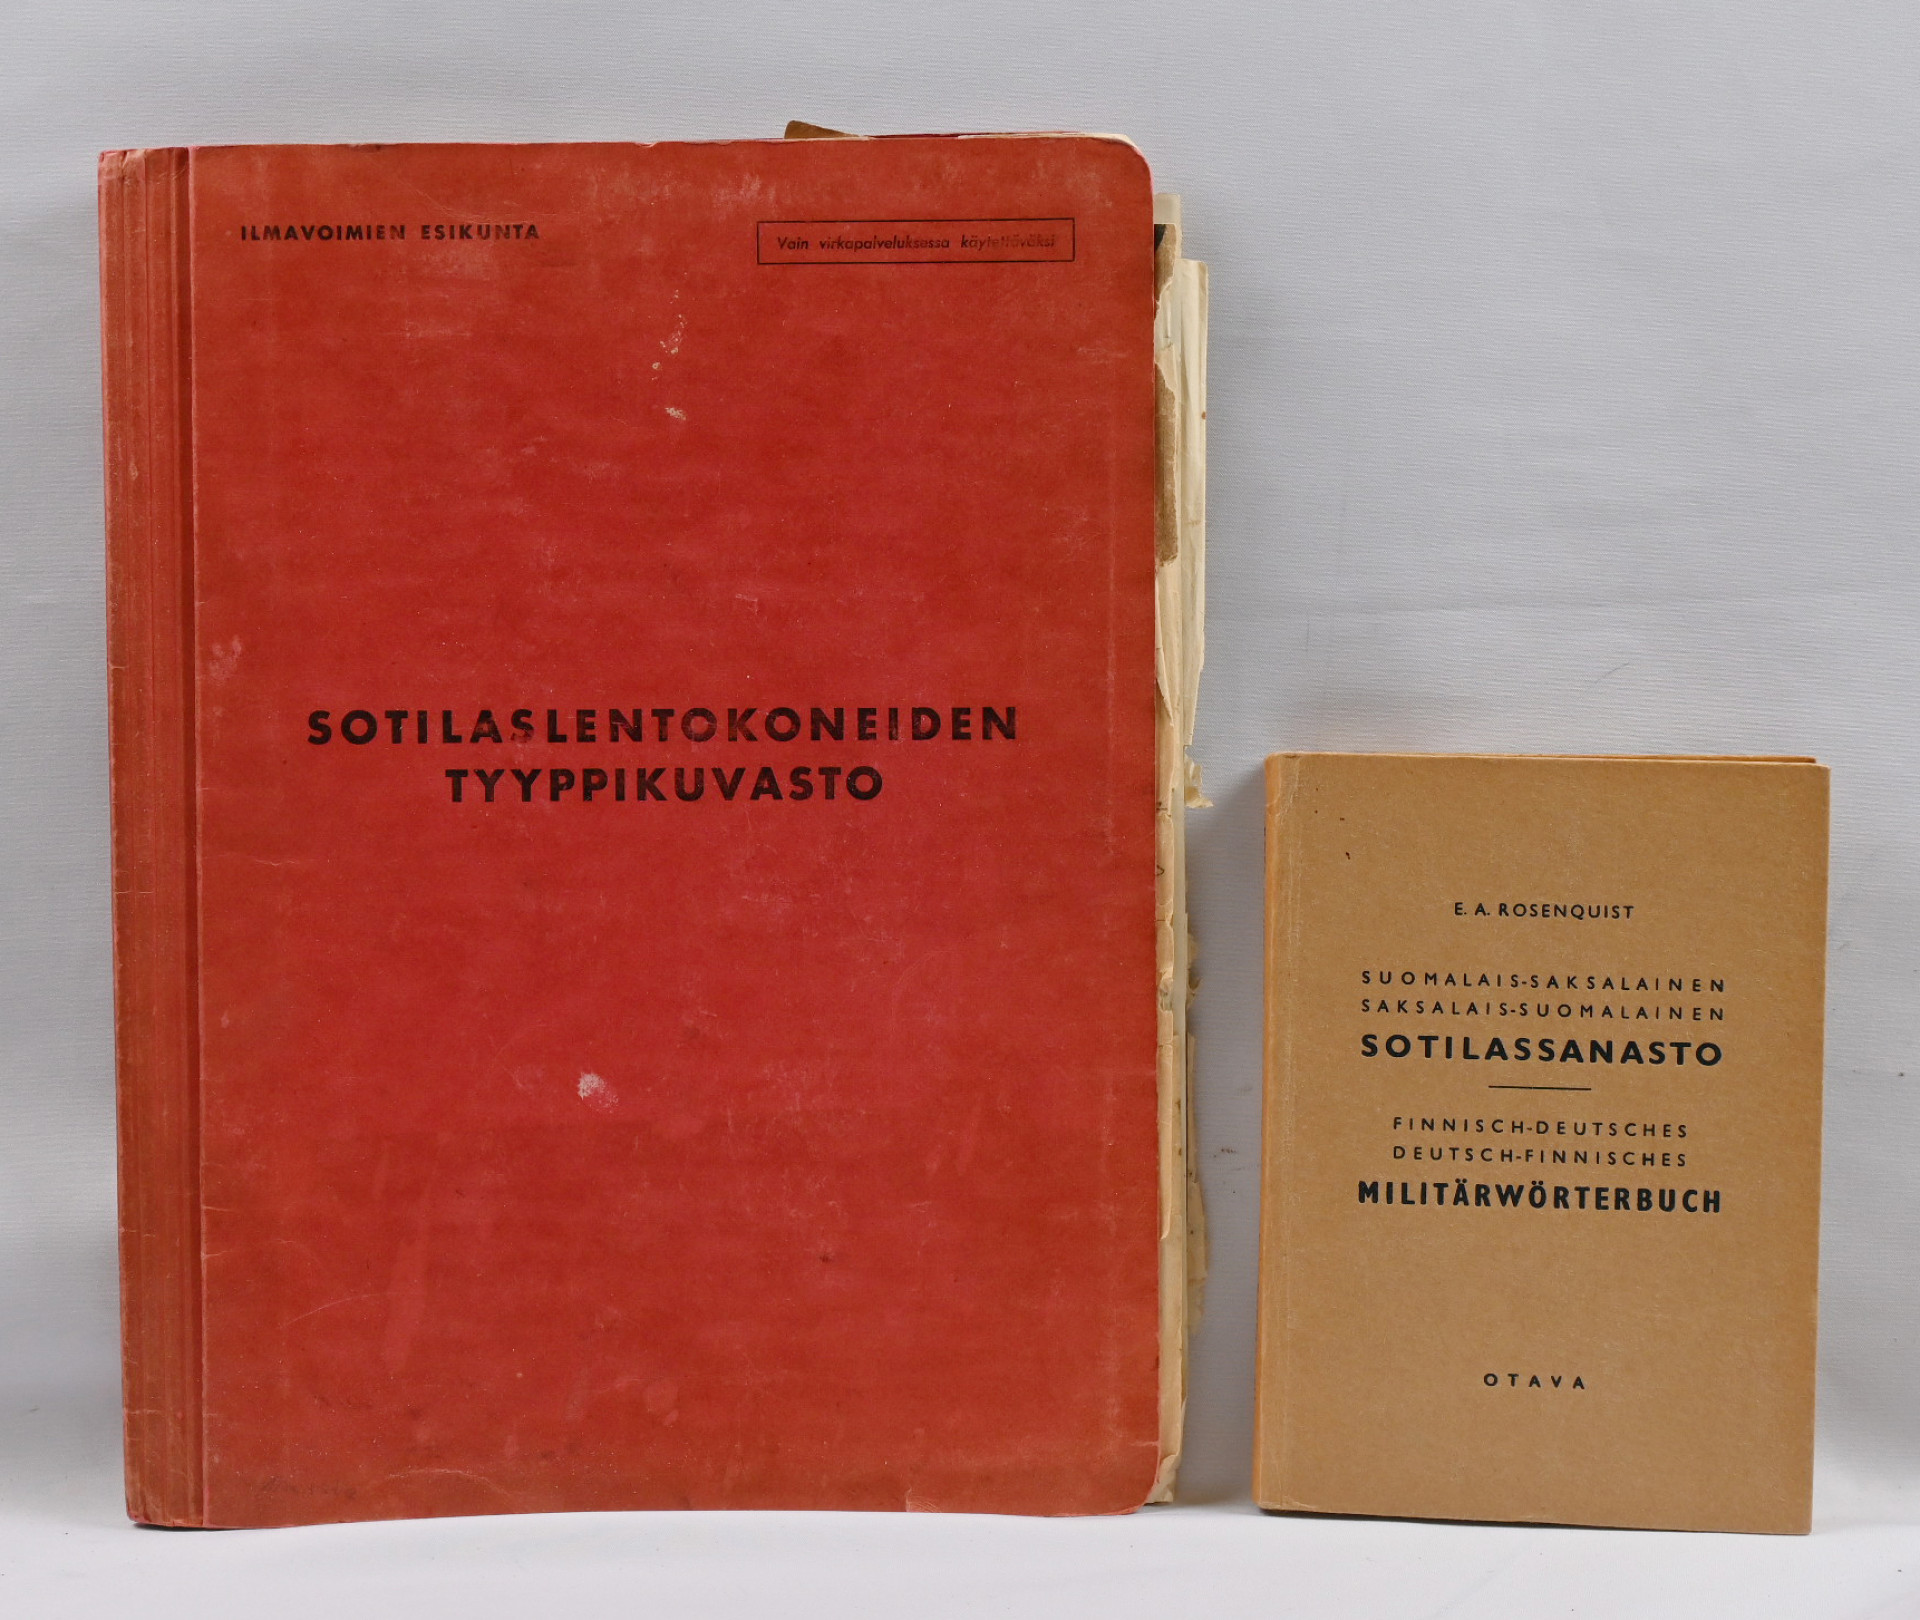 ILMAVOIMIEN ESIKUNTA
Vain virkapalveluksessa käytettäväksi
SOTILASLENTOKONEIDEN
TYYPPIKUVASTO
E. A. ROSENQUIST
SUOMALAIS-SAKSALAINEN
SAKSALAIS-SUOMALAINEN
SOTILASSANASTO
FINNISCH-DEUTSCHES
DEUTSCH-FINNISCHES
MILITÄRWÖRTERBUCH
OTAVA